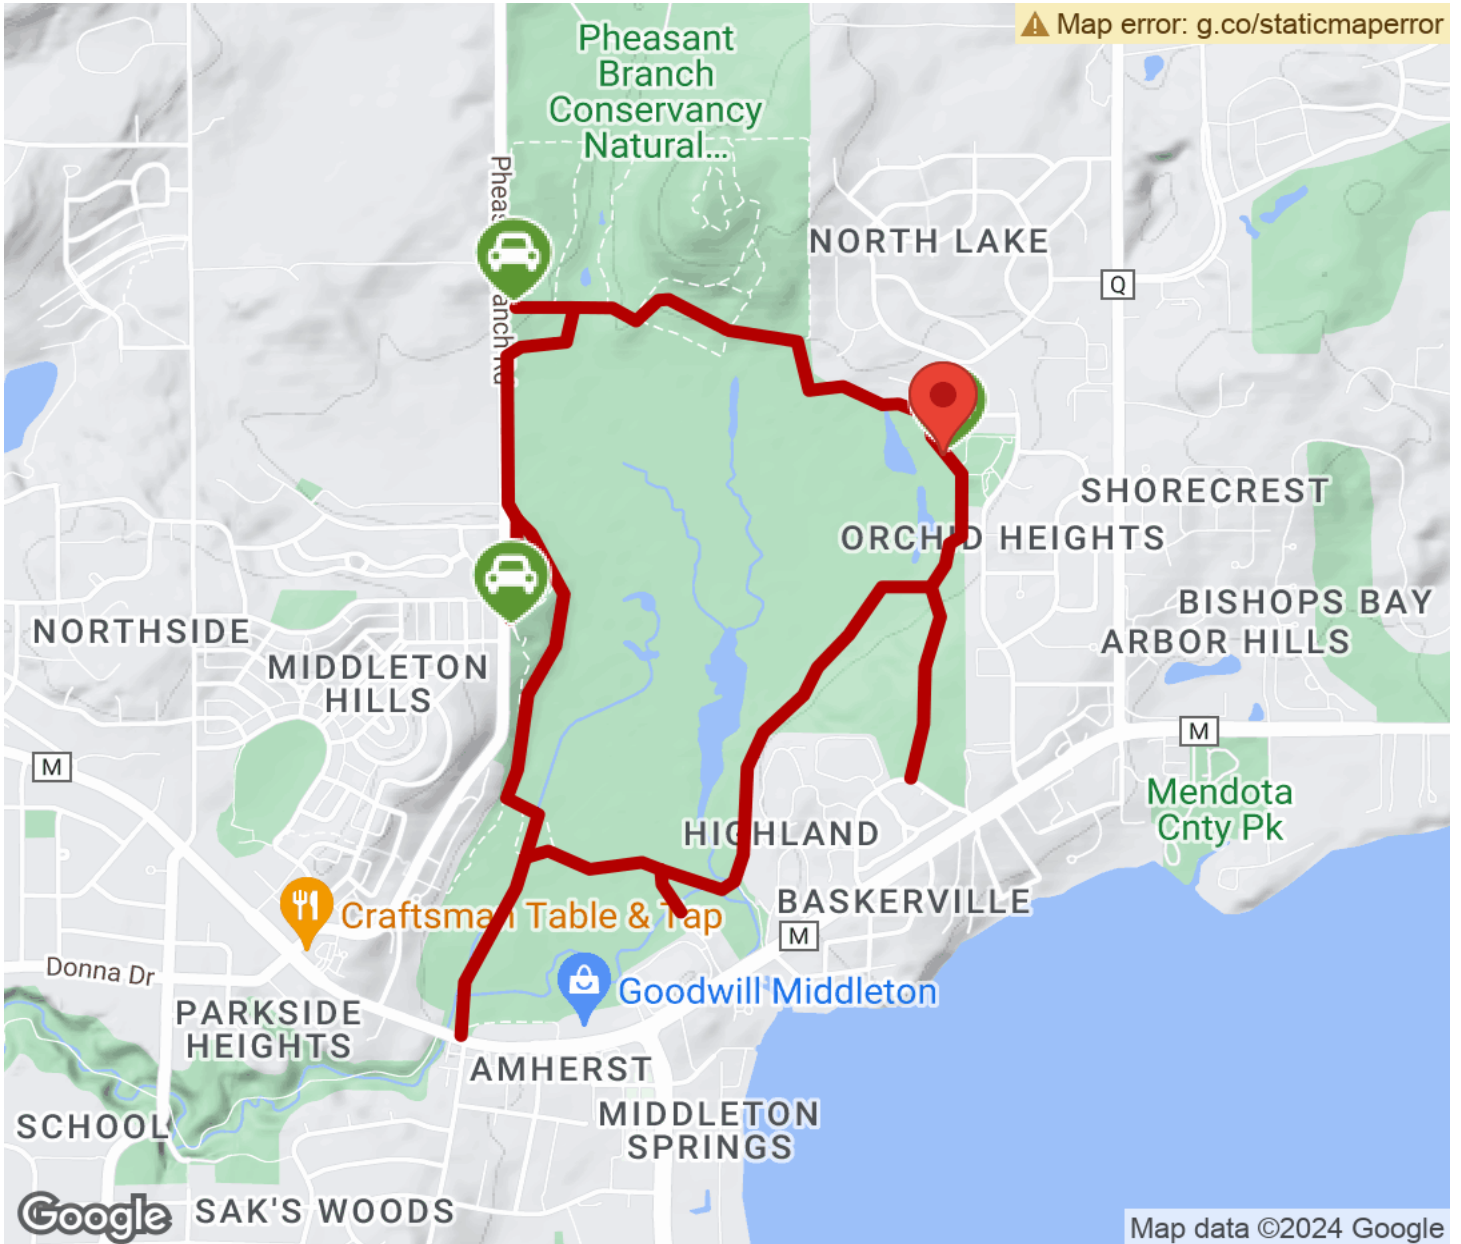 Map error: g.co/staticmaperror
Pheasant
Branch
Conservancy
Natural...
NORTH LAKE
Q
SHORECREST
ORCHID HEIGHTS
BISHOPS BAY
ARBOR HILLS
NORTHSIDE
MIDDLETON
HILLS
M
M
Mendota
Cnty Pk
HIGHLAND
BASKERVILLE
M
Craftsman Table & Tap
Donna Dr
Goodwill Middleton
PARKSIDE
HEIGHTS
AMHERST
SCHOOL
MIDDLETON
SPRINGS
SAK'S WOODS
Google
Map data ©2024 Google